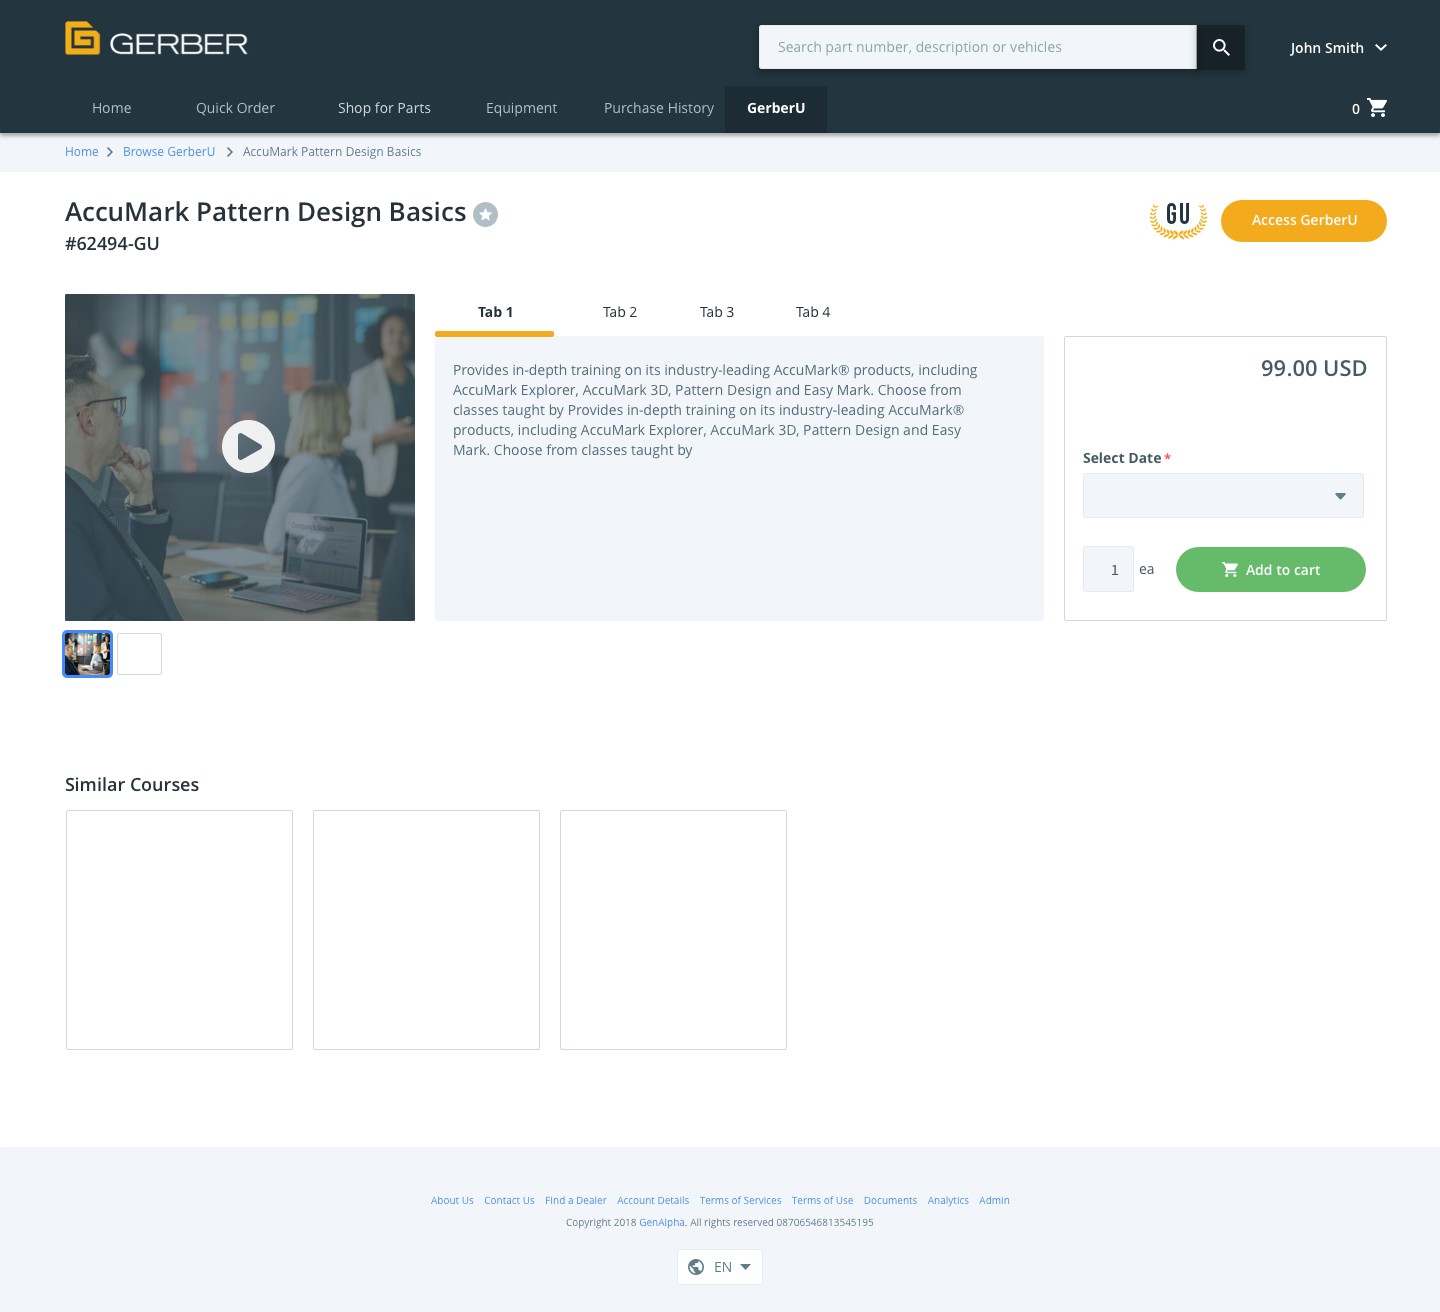 GERBER
Search part number, description or vehicles
John Smith
Home Quick Order Shop for Parts Equipment Purchase History GerberU
0
Home Browse GerberU AccuMark Pattern Design Basics
AccuMark Pattern Design Basics
#62494-GU
GU
Access GerberU
Tab 1 Tab 2 Tab 3 Tab 4
Provides in-depth training on its industry-leading AccuMark® products, including
AccuMark Explorer, AccuMark 3D, Pattern Design and Easy Mark. Choose from
classes taught by Provides in-depth training on its industry-leading AccuMark®
products, including AccuMark Explorer, AccuMark 3D, Pattern Design and Easy
Mark. Choose from classes taught by
99.00 USD
Select Date *
1 ea
Add to cart
Company's Growth
Similar Courses
About Us Contact Us Find a Dealer Account Details Terms of Services Terms of Use Documents Analytics Admin
Copyright 2018 GenAlpha. All rights reserved 08706546813545195
EN